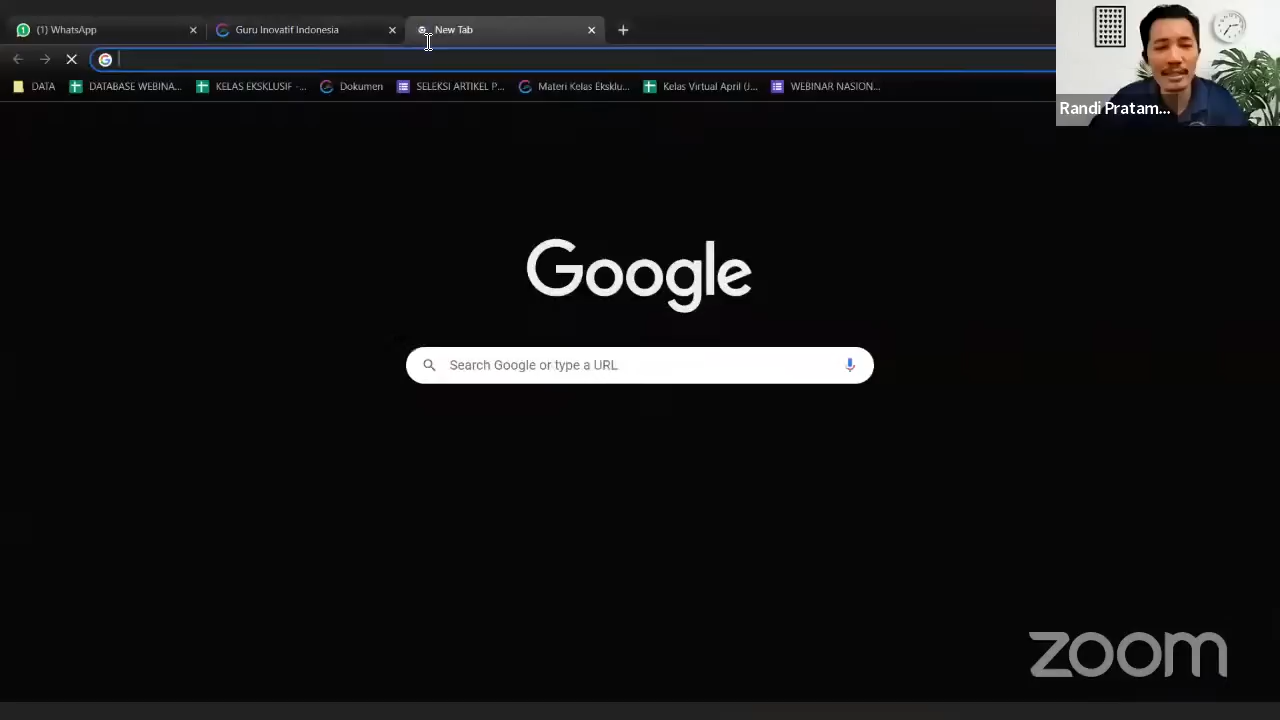 (1) WhatsApp
Guru Inovatif Indonesia
New Tab
DATA
DATABASE WEBINA...
KELAS EKSKLUSIF -...
Dokumen
SELEKSI ARTIKEL P...
Materi Kelas Eksklu...
Kelas Virtual April (J...
WEBINAR NASION...
Randi Pratam...
Google
Search Google or type a URL
zoom